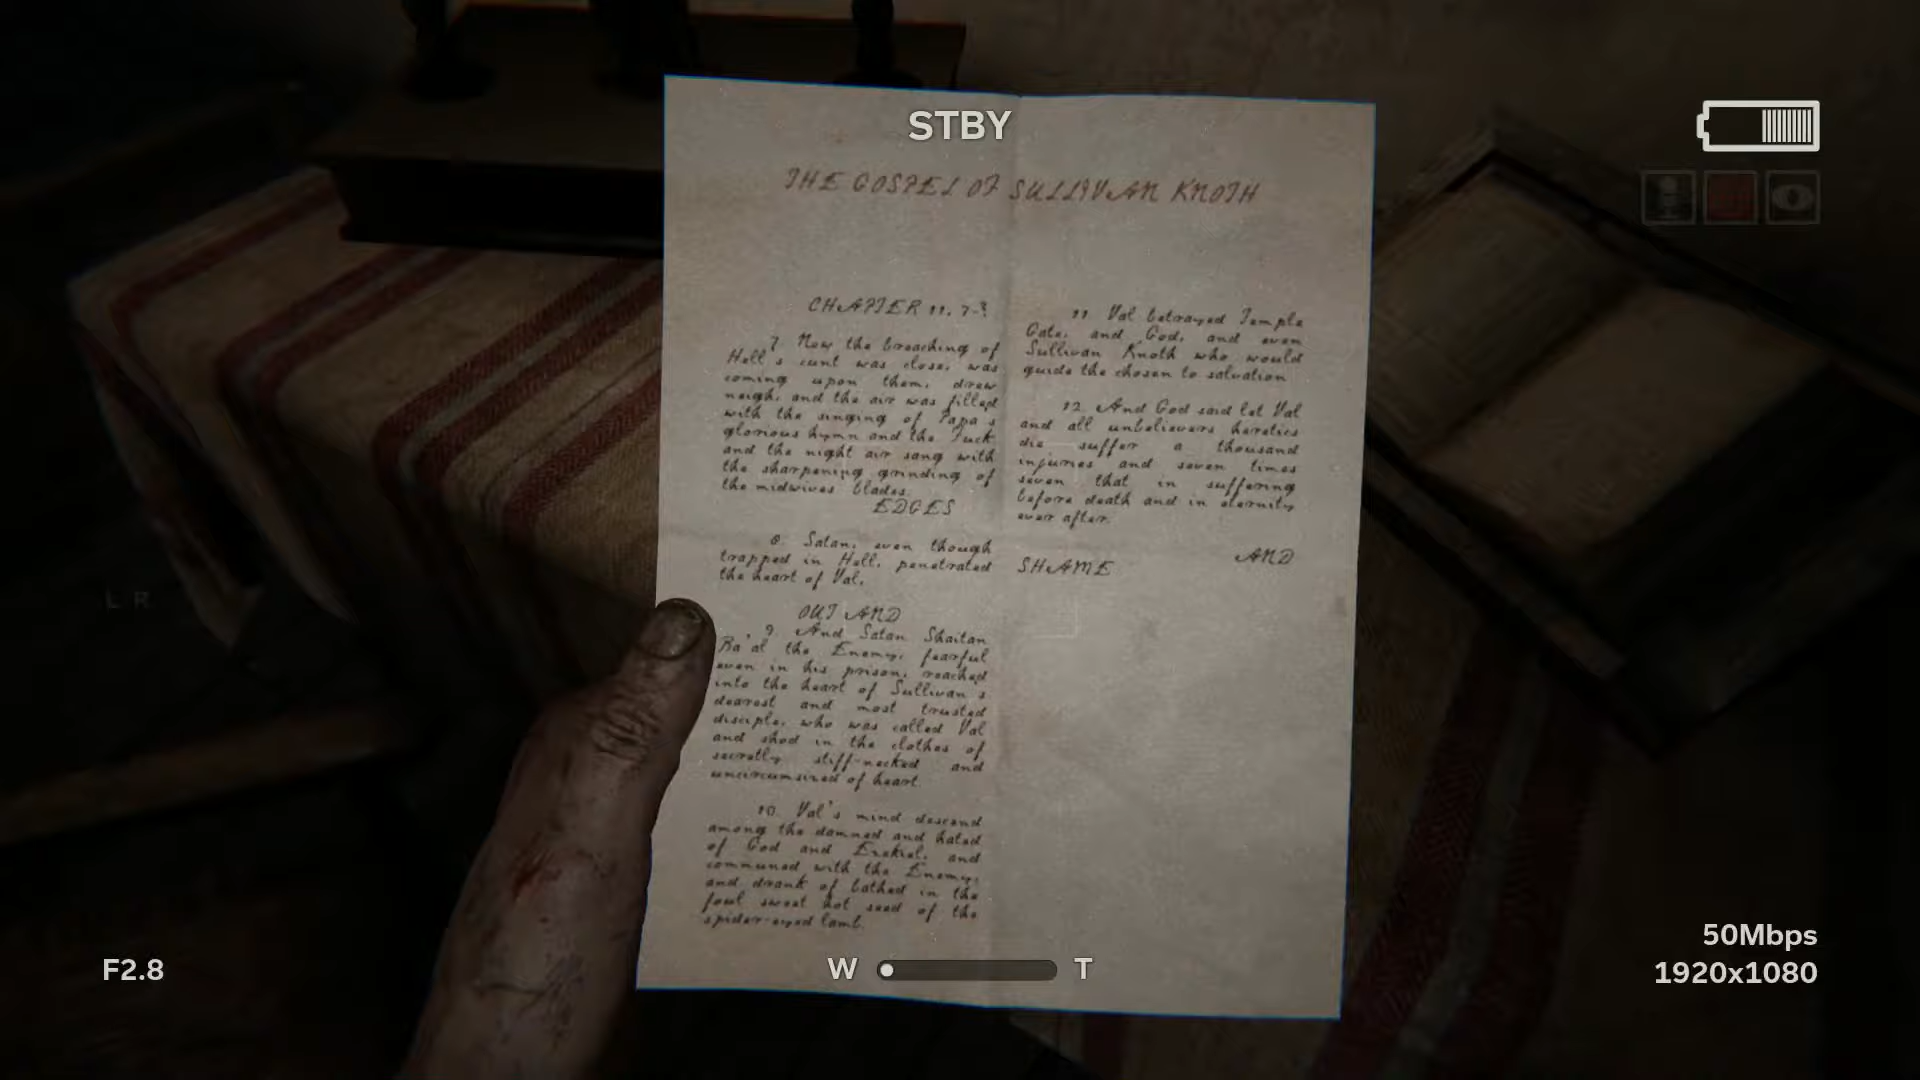 STBY
THE GOSPEL OF SULLIVAN KNOTH
CHAPTER 11. 7-3
7. Now the breaching of
Hell's cunt was close, was
coming upon them, drew
neigh, and the air was filled
with the singing of Papa's
glorious hymn and the Fuck
and the night air sang with
the sharpening grinding of
the midwives blades.
EDGES
8. Satan, even though
trapped in Hell, penetrated
the heart of Val,
OUT AND
9. And Satan Shaitan
Ba'al the Enemy, fearful
even in his prison, reached
into the heart of Sullivan's
dearest and most trusted
disciple, who was called Val
and shod in the clothes of
secretly stiff-necked and
uncircumsized of heart.
10. Val's mind descend
among the damned and hated
of God and Ezekiel, and
communed with the Enemy,
and drank of bathed in the
foul sweet hot seed of the
spider-eyed lamb.
11 Val betrayed Temple
Gate, and God, and even
Sullivan Knoth who would
guide the chosen to salvation
12. And God said let Val
and all unbelievers heretics
die suffer a thousand
injuries and seven times
seven that in suffering
before death and in eternity
ever after.
AND
SHAME
L R
F2.8
W T
50Mbps
1920x1080